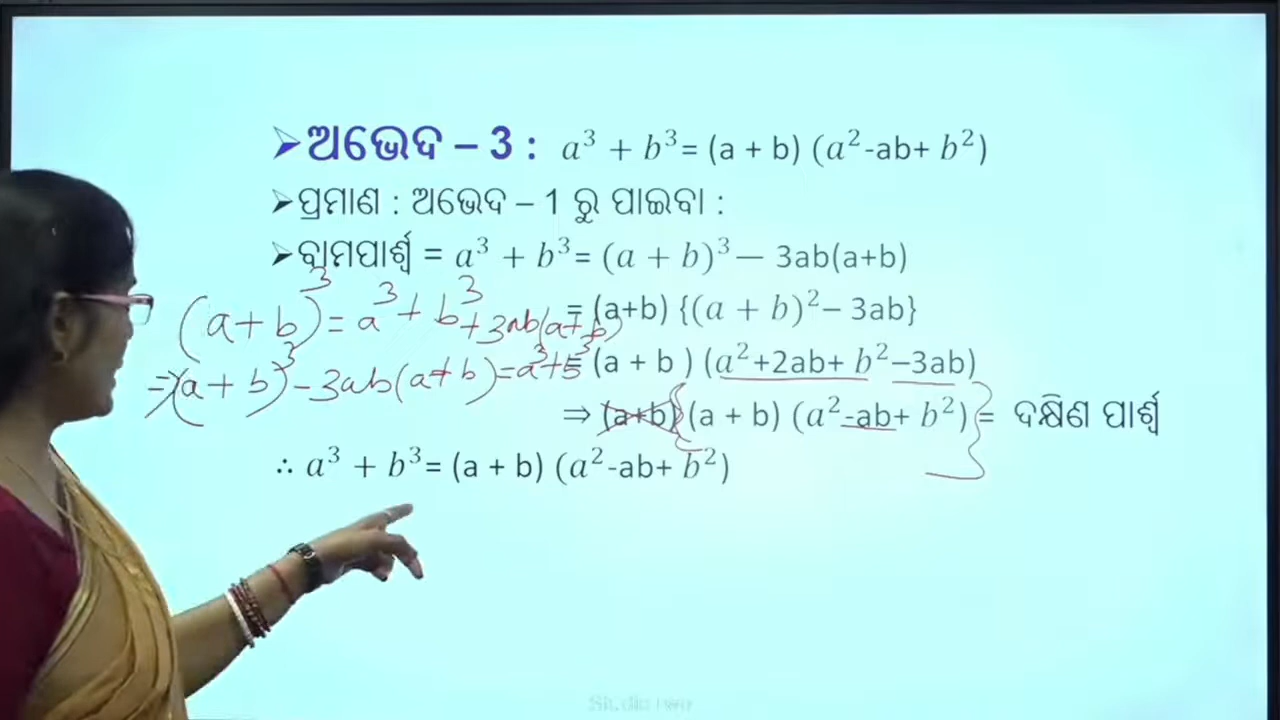 ➢ଅଭେଦ – 3 : a³ + b³= (a + b) (a²-ab+ b²)
➢ପ୍ରମାଣ : ଅଭେଦ – 1 ରୁ ପାଇବା :
➢ବାମପାର୍ଶ୍ୱ = a³ + b³= (a + b)³— 3ab(a+b)
= (a+b) {(a + b)²– 3ab}
(a+b)³ = a³ + b³ + 3ab(a+b)
= (a + b ) (a²+2ab+ b²–3ab)
=)(a+b)³ - 3ab(a+b) = a³+b³
⇒ (a+b) (a + b) (a²-ab+ b²) = ଦକ୍ଷିଣ ପାର୍ଶ୍ୱ
∴ a³ + b³= (a + b) (a²-ab+ b²)